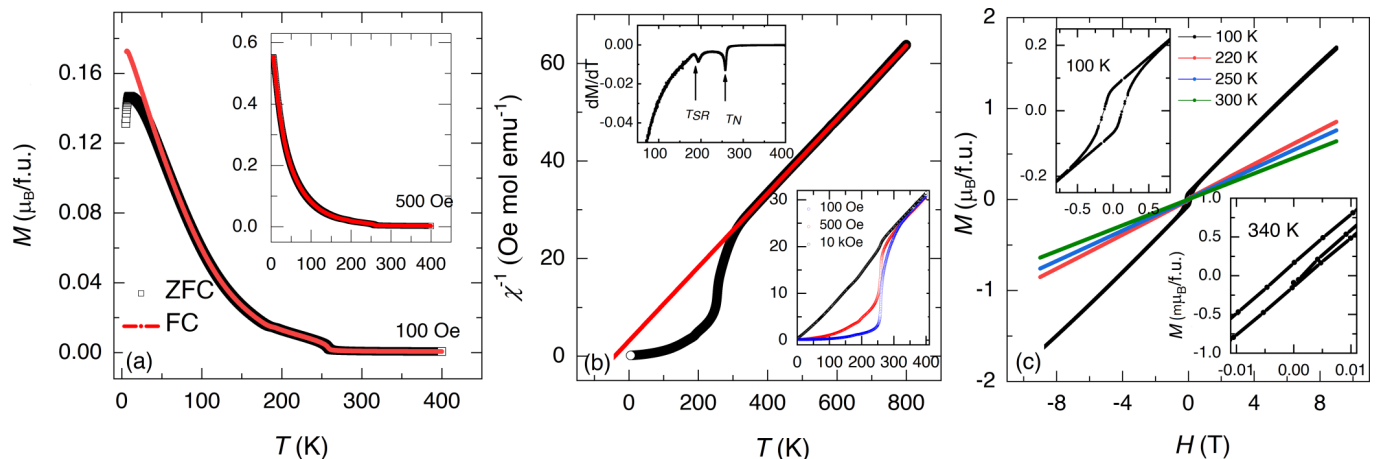 0.16
0.12
0.08
0.04
0.00
M (μB/f.u.)
0.6
0.4
0.2
0.0
0 100 200 300 400
500 Oe
ZFC
FC
100 Oe
(a)
0 100 200 300 400
T (K)
60
40
20
0
χ-1 (Oe mol emu-1)
0.00
-0.02
-0.04
dM/dT
TSR
TN
100 200 300 400
30
20
10
0
100 Oe
500 Oe
10 kOe
0 100 200 300 400
(b)
0 200 400 600 800
T (K)
2
1
0
-1
-2
M (μB/f.u.)
0.2
0.0
-0.2
100 K
-0.5 0.0 0.5
100 K
220 K
250 K
300 K
1.0
0.5
0.0
-0.5
-1.0
M (mμB/f.u.)
340 K
-0.01 0.00 0.01
(c)
-8 -4 0 4 8
H (T)